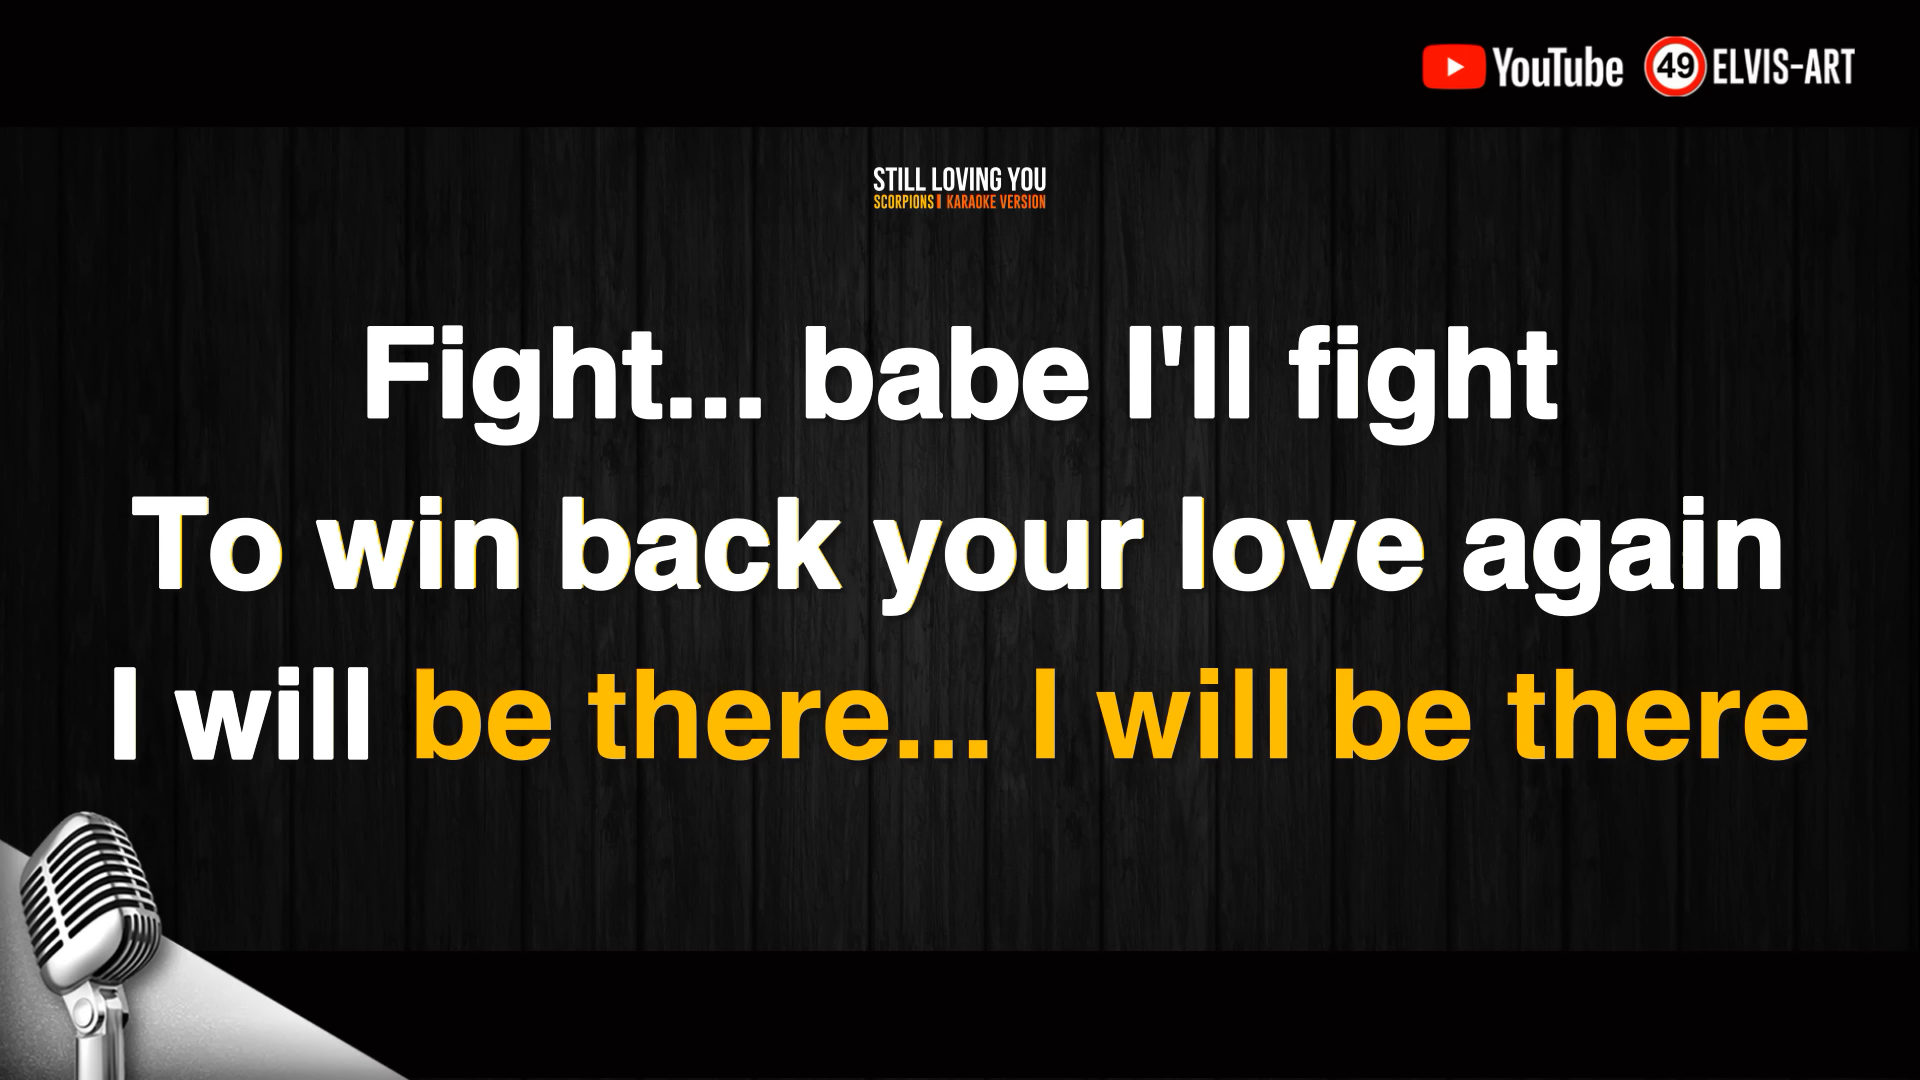 YouTube 49 ELVIS-ART
STILL LOVING YOU
SCORPIONS KARAOKE VERSION
Fight... babe I'll fight
To win back your love again
I will be there... I will be there